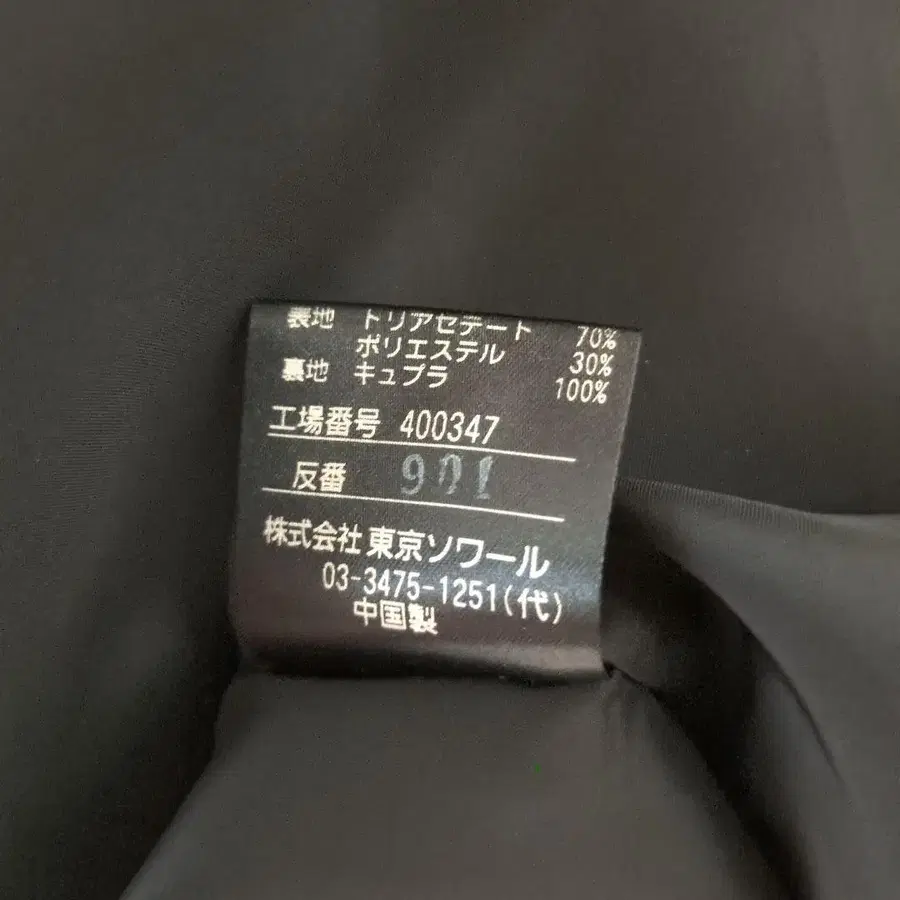 表地 トリアセテート 70%
ポリエステル 30%
裏地 キュプラ 100%
工場番号 400347
反番 901
株式会社 東京ソワール
03-3475-1251(代)
中国製